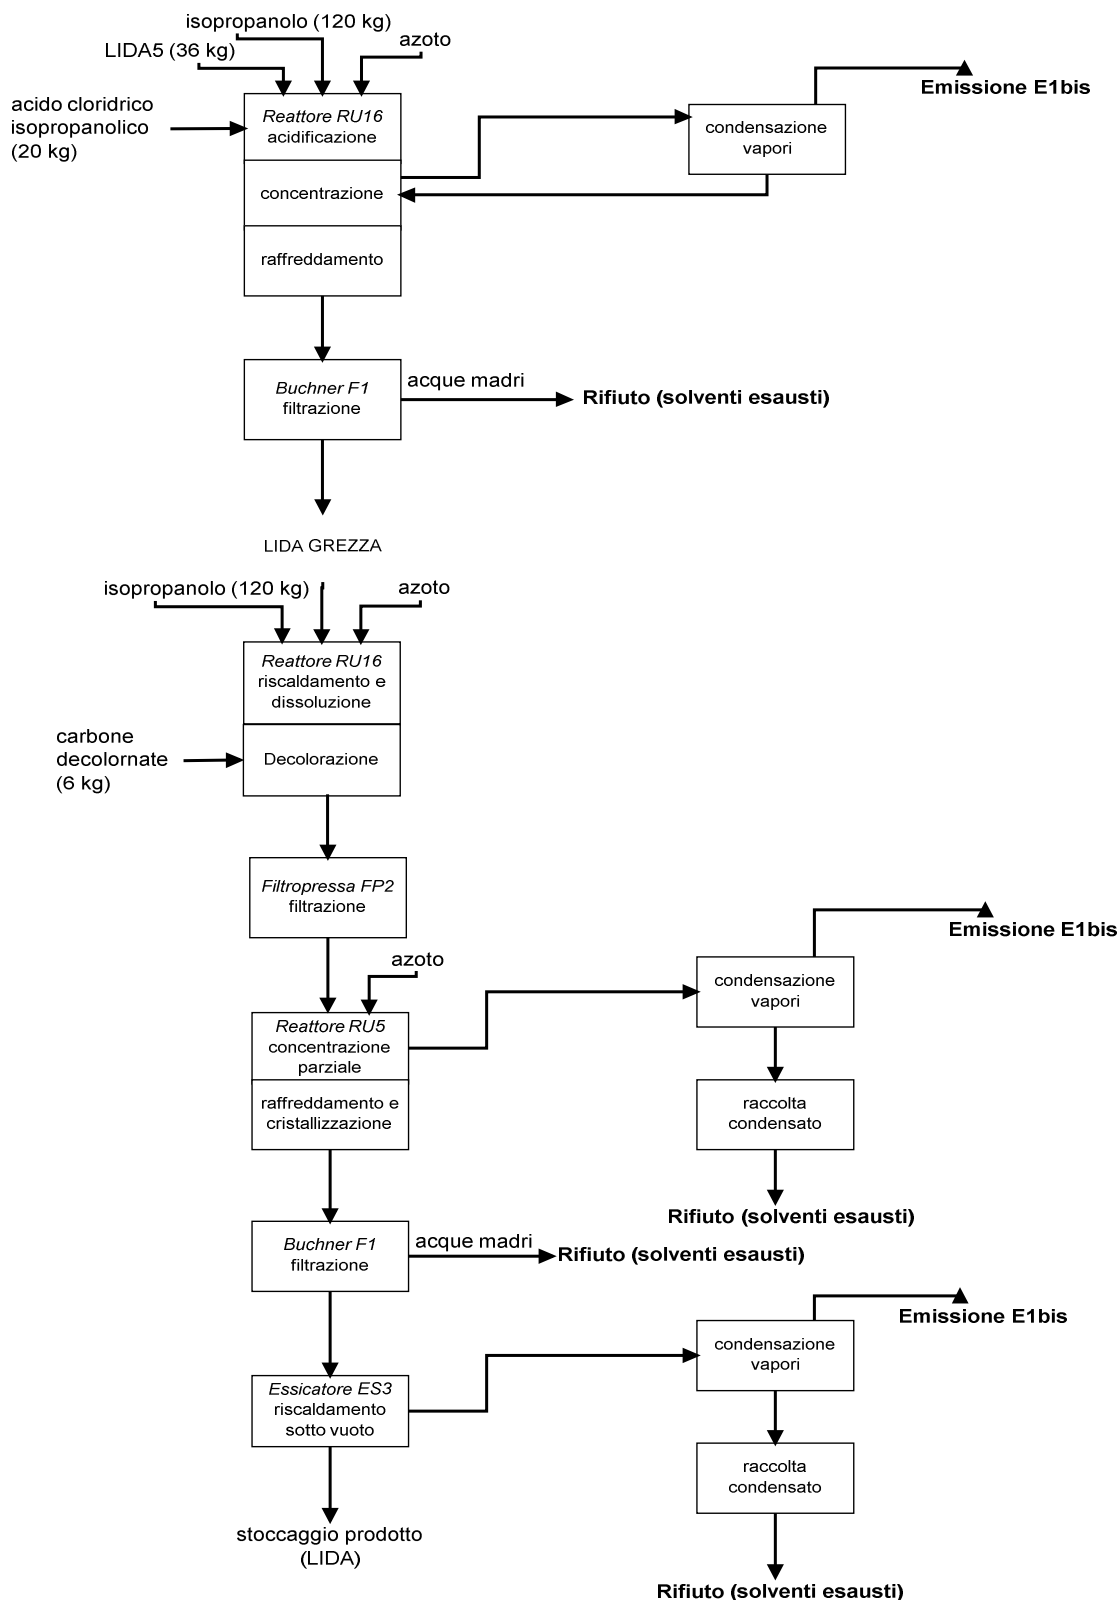 isopropanolo (120 kg)
LIDA5 (36 kg)
azoto
acido cloridrico
isopropanolico
(20 kg)
Reattore RU16
acidificazione
concentrazione
raffreddamento
condensazione
vapori
Emissione E1bis
Buchner F1
filtrazione
acque madri
Rifiuto (solventi esausti)
LIDA GREZZA
isopropanolo (120 kg)
azoto
Reattore RU16
riscaldamento e
dissoluzione
carbone
decolornate
(6 kg)
Decolorazione
Filtropressa FP2
filtrazione
azoto
Reattore RU5
concentrazione
parziale
raffreddamento e
cristallizzazione
condensazione
vapori
Emissione E1bis
raccolta
condensato
Rifiuto (solventi esausti)
Buchner F1
filtrazione
acque madri
Rifiuto (solventi esausti)
Essicatore ES3
riscaldamento
sotto vuoto
condensazione
vapori
Emissione E1bis
raccolta
condensato
Rifiuto (solventi esausti)
stoccaggio prodotto
(LIDA)